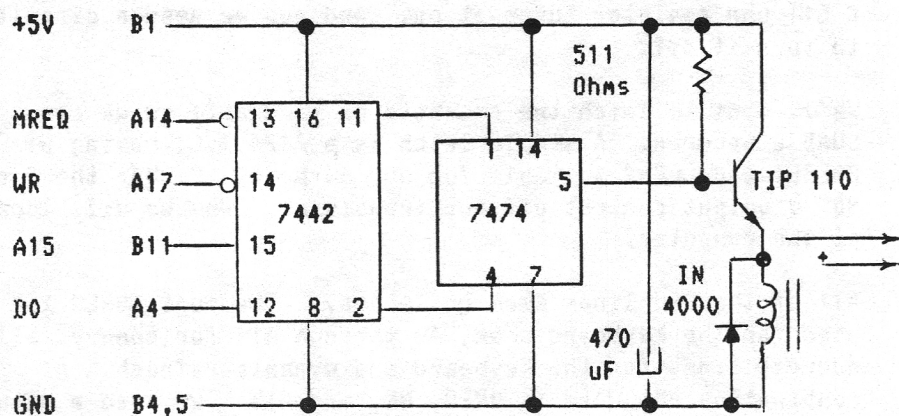 +5V B1
511
Ohms
MREQ A14 13 16 11
1 14
WR A17 14
5
TIP 110
7442 7474
A15 B11 15
+
4 7
IN
4000
DO A4 12 8 2
470
uF
GND B4,5